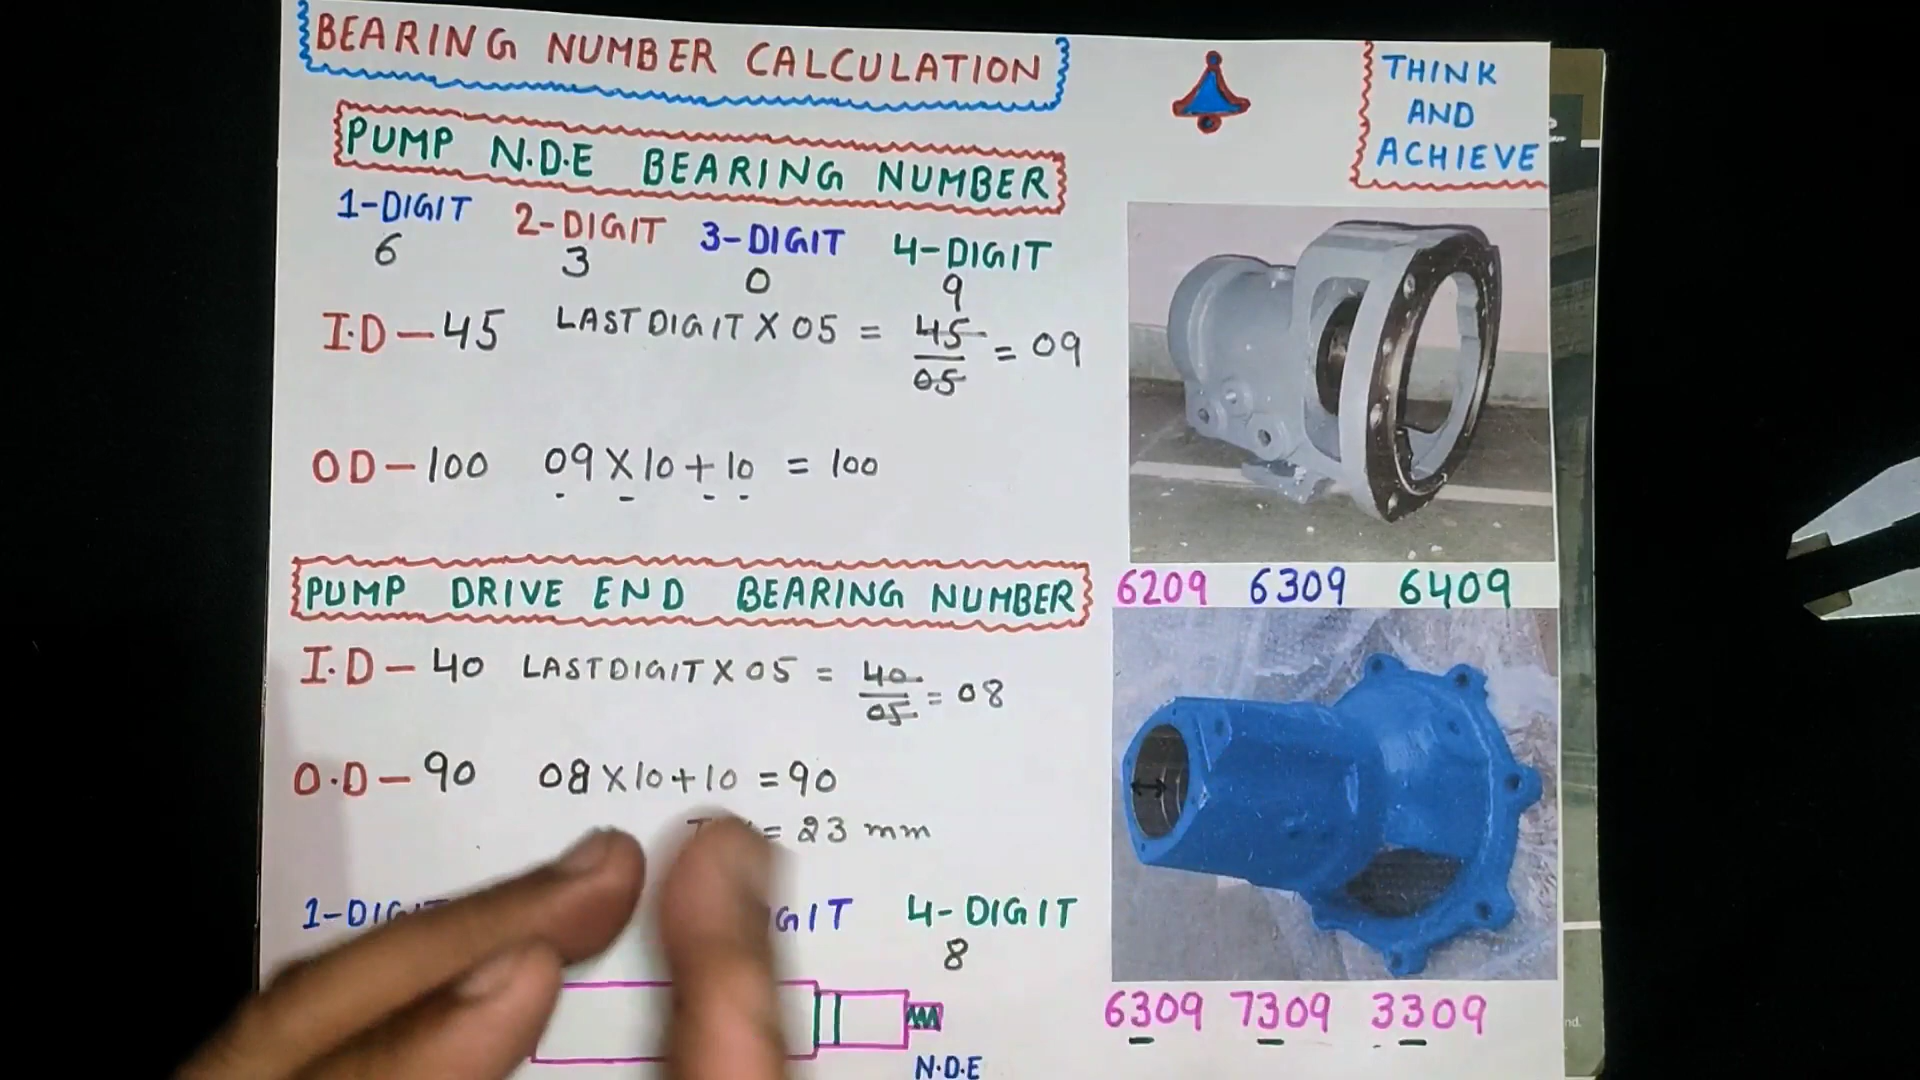 BEARING NUMBER CALCULATION
THINK
AND
ACHIEVE
PUMP N.D.E BEARING NUMBER
1-DIGIT 2-DIGIT 3-DIGIT 4-DIGIT
6 3 0 9
I.D-45 LAST DIGIT X 05 = 45/05 = 09
OD-100 09 X 10 + 10 = 100
6209 6309 6409
PUMP DRIVE END BEARING NUMBER
I.D-40 LAST DIGIT X 05 = 40/05 = 08
O.D-90 08 X 10 + 10 = 90
= 23 mm
4-DIGIT
8
6309 7309 3309
N.D.E